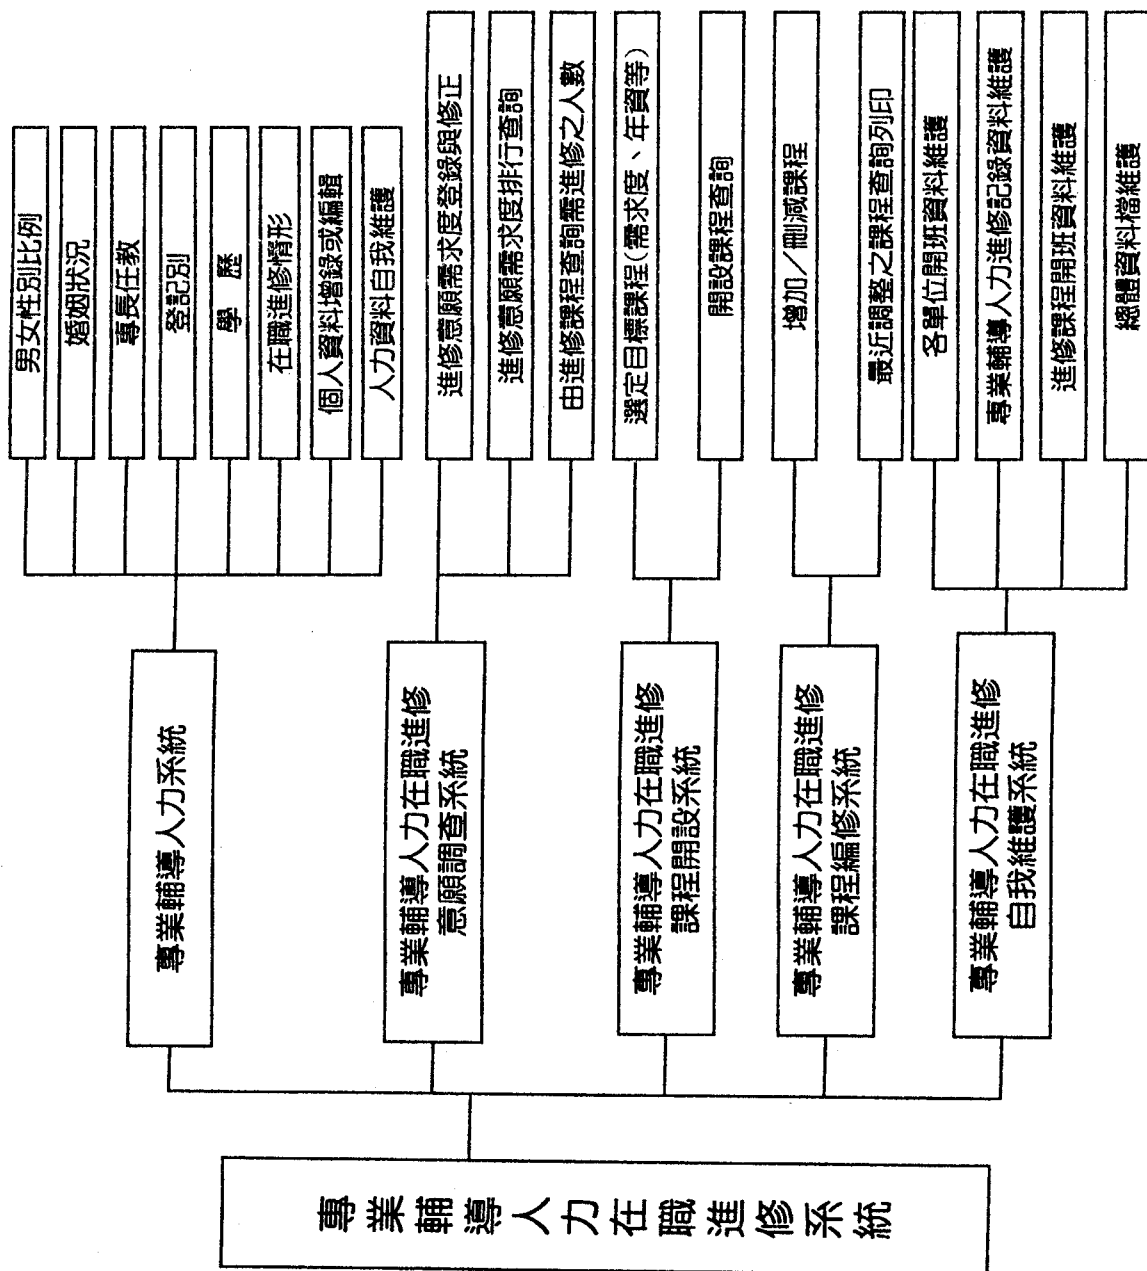 專業輔導人力在職進修系統
專業輔導人力系統
男女性別比例
婚姻狀況
專長任教
登記別
學 歷
在職進修情形
個人資料增錄或編輯
人力資料自我維護
專業輔導人力在職進修
意願調查系統
進修意願需求度登錄與修正
進修意願需求度排行查詢
由進修課程查詢需進修之人數
專業輔導人力在職進修
課程開設系統
選定目標課程(需求度、年資等)
開設課程查詢
專業輔導人力在職進修
課程編修系統
增加／刪減課程
最近調整之課程查詢列印
專業輔導人力在職進修
自我維護系統
各單位開班資料維護
專業輔導人力進修記錄資料維護
進修課程開班資料維護
總體資料檔維護